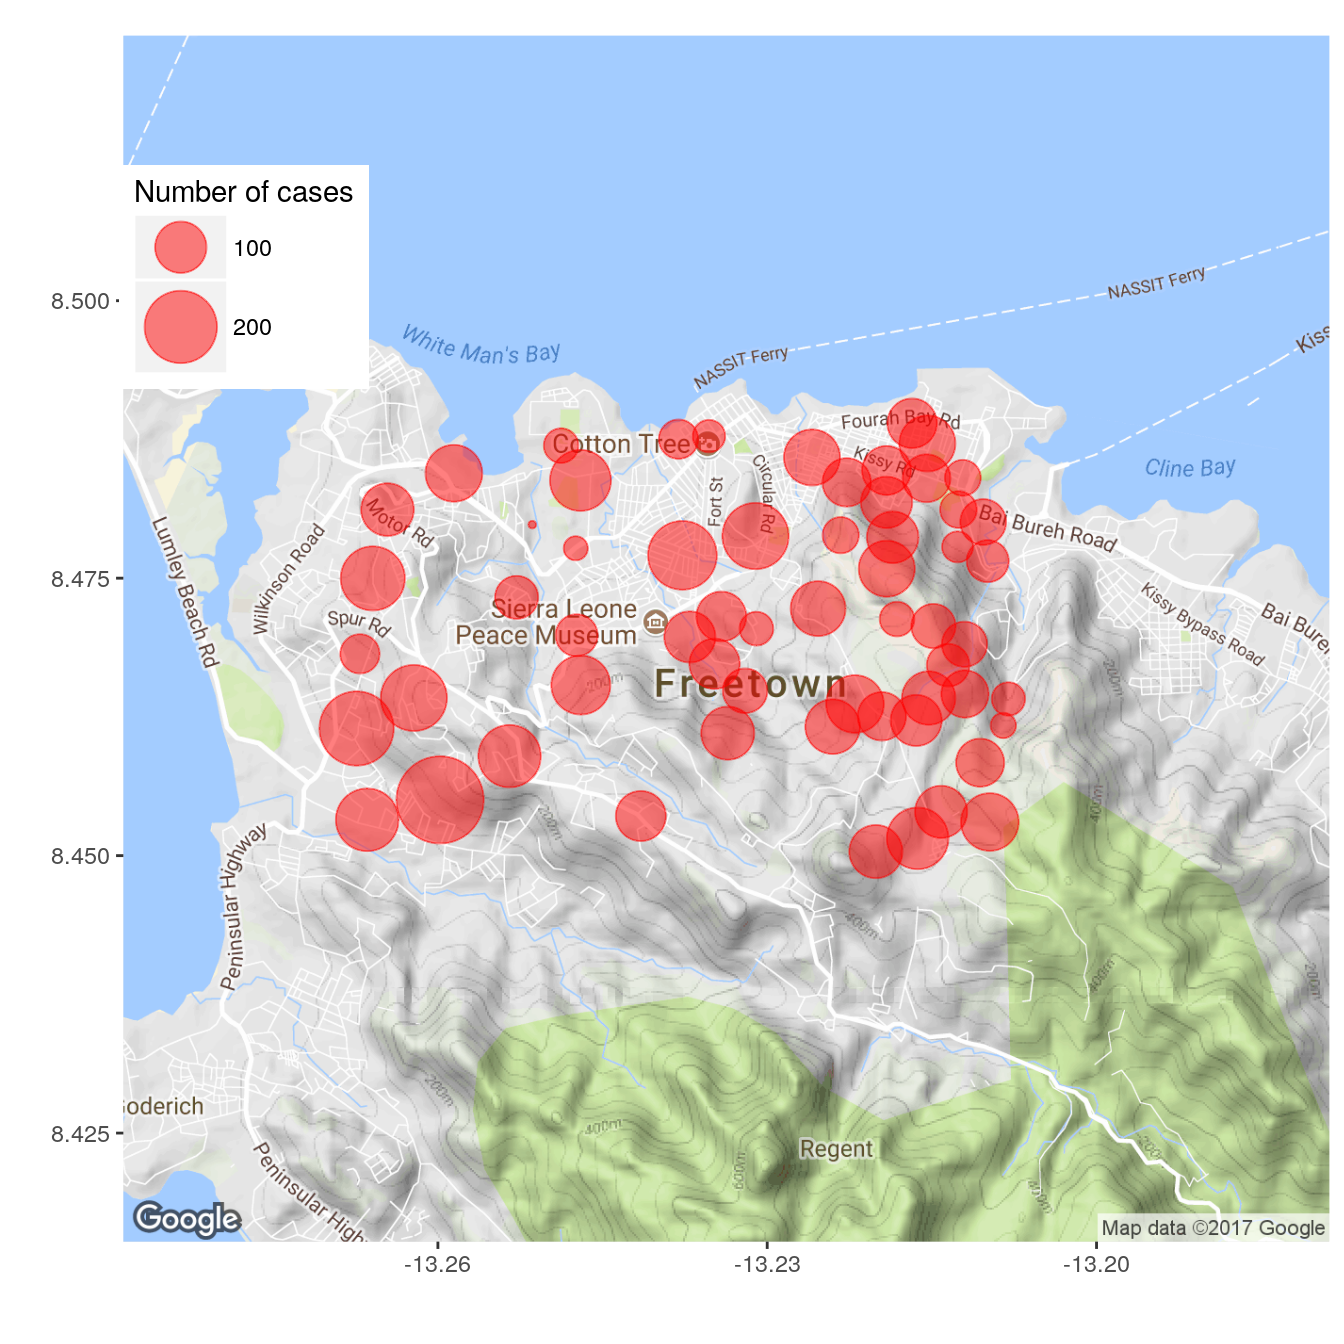 Number of cases
100
200
8.500
8.475
8.450
8.425
-13.26
-13.23
-13.20
White Man's Bay
NASSIT Ferry
NASSIT Ferry
Kiss
Cline Bay
Fourah Bay Rd
Kissy Rd
Cotton Tree
Circular Rd
Fort St
Motor Rd
Wilkinson Road
Lumley Beach Rd
Spur Rd
Bai Bureh Road
Kissy Bypass Road
Bai Bureh
Sierra Leone
Peace Museum
Freetown
200m
200m
200m
400m
400m
400m
200m
200m
400m
600m
400m
200m
Peninsular Highway
Goderich
Peninsular High
Regent
Google
Map data ©2017 Google